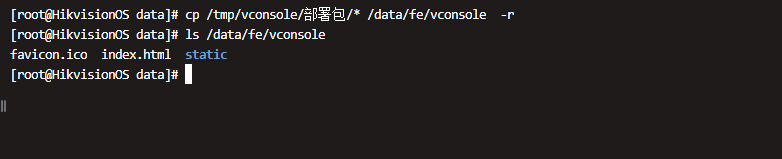 [root@HikvisionOS data]# cp /tmp/vconsole/部署包/* /data/fe/vconsole  -r
[root@HikvisionOS data]# ls /data/fe/vconsole
favicon.ico  index.html  static
[root@HikvisionOS data]#